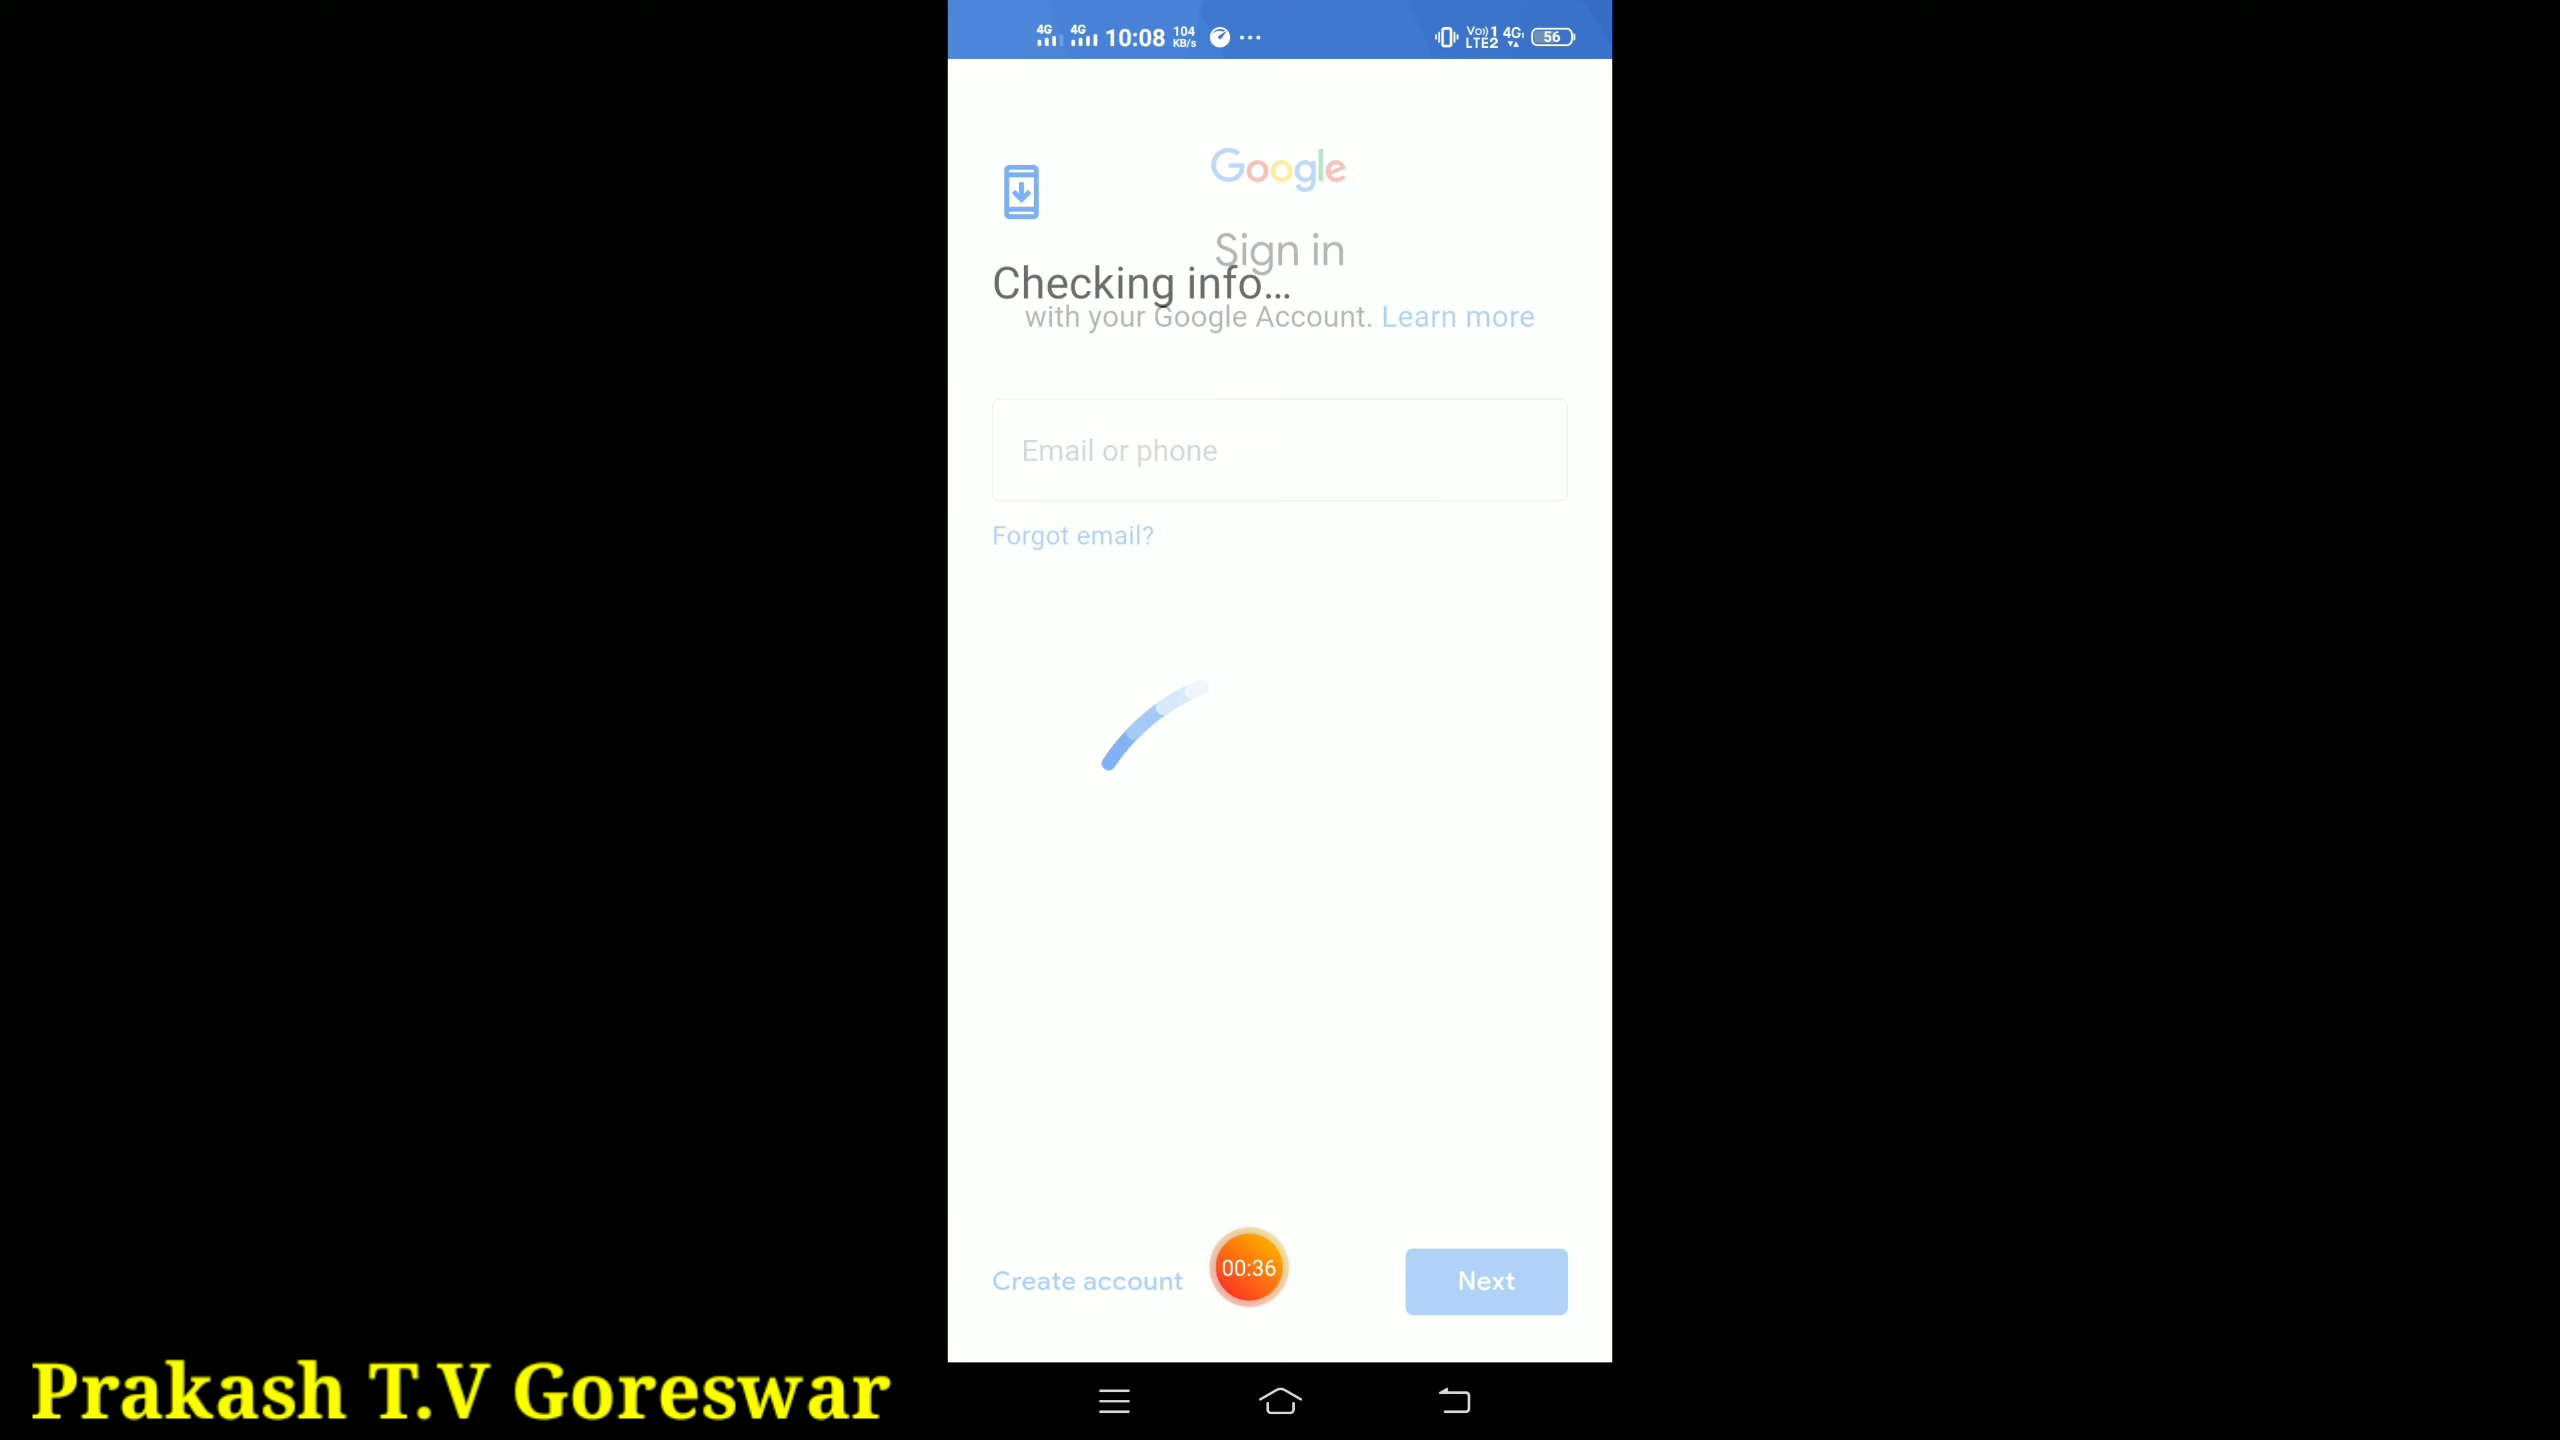 4G 4G 10:08 104 KB/s ... Vo)) 1 LTE2 4G 56
Google
Sign in
Checking info...
with your Google Account. Learn more
Email or phone
Forgot email?
Create account 00:36 Next
Prakash T.V Goreswar